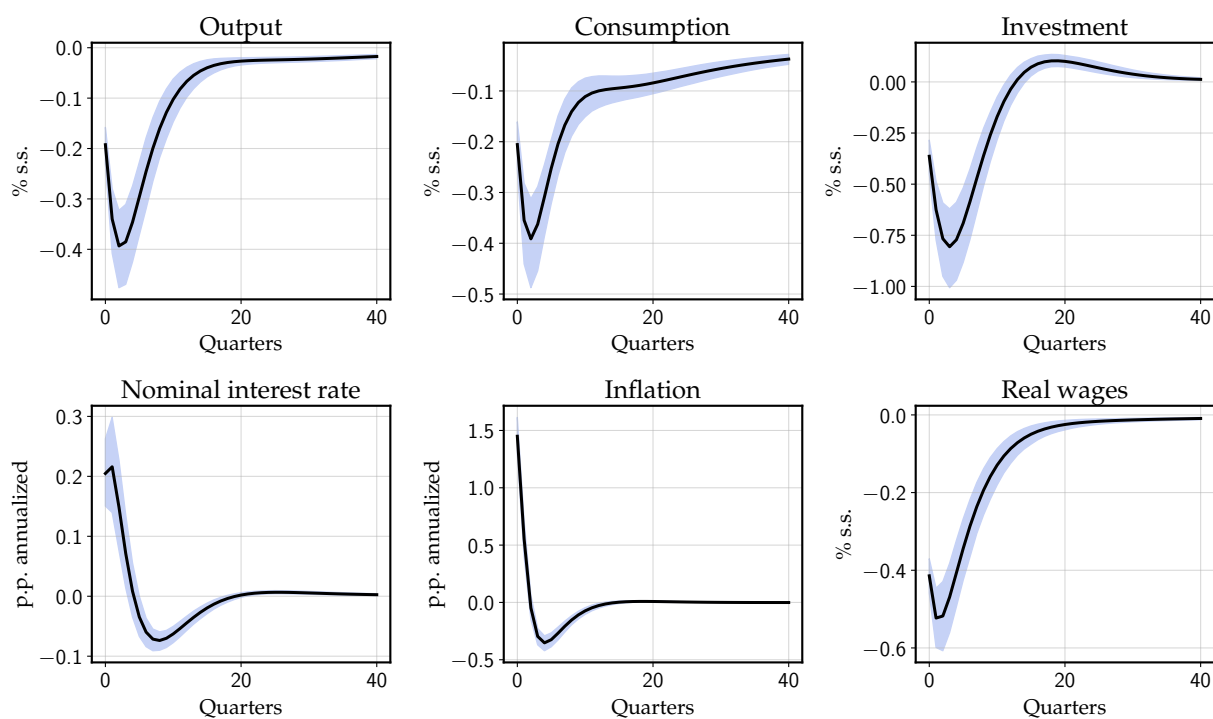 Output
0.0
−0.1
−0.2
−0.3
−0.4
% s.s.
0
20
40
Quarters
Consumption
−0.1
−0.2
−0.3
−0.4
−0.5
% s.s.
0
20
40
Quarters
Investment
0.00
−0.25
−0.50
−0.75
−1.00
% s.s.
0
20
40
Quarters
Nominal interest rate
0.3
0.2
0.1
0.0
−0.1
p.p. annualized
0
20
40
Quarters
Inflation
1.5
1.0
0.5
0.0
−0.5
p.p. annualized
0
20
40
Quarters
Real wages
0.0
−0.2
−0.4
−0.6
% s.s.
0
20
40
Quarters